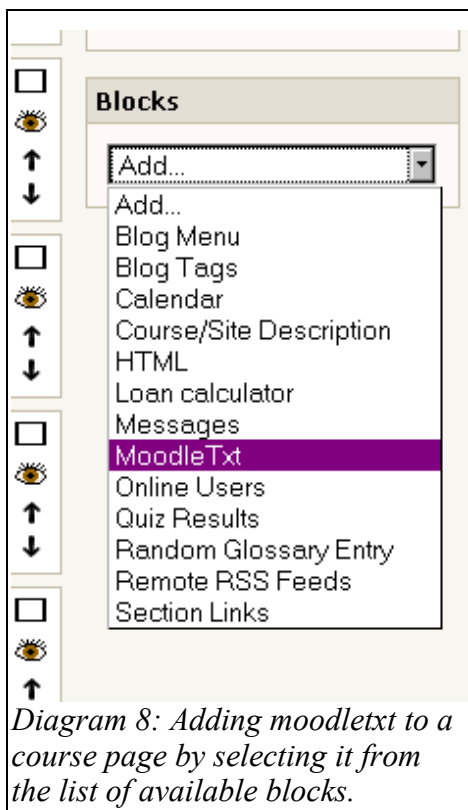 Blocks
Add...
Add...
Blog Menu
Blog Tags
Calendar
Course/Site Description
HTML
Loan calculator
Messages
MoodleTxt
Online Users
Quiz Results
Random Glossary Entry
Remote RSS Feeds
Section Links
Diagram 8: Adding moodletxt to a
course page by selecting it from
the list of available blocks.